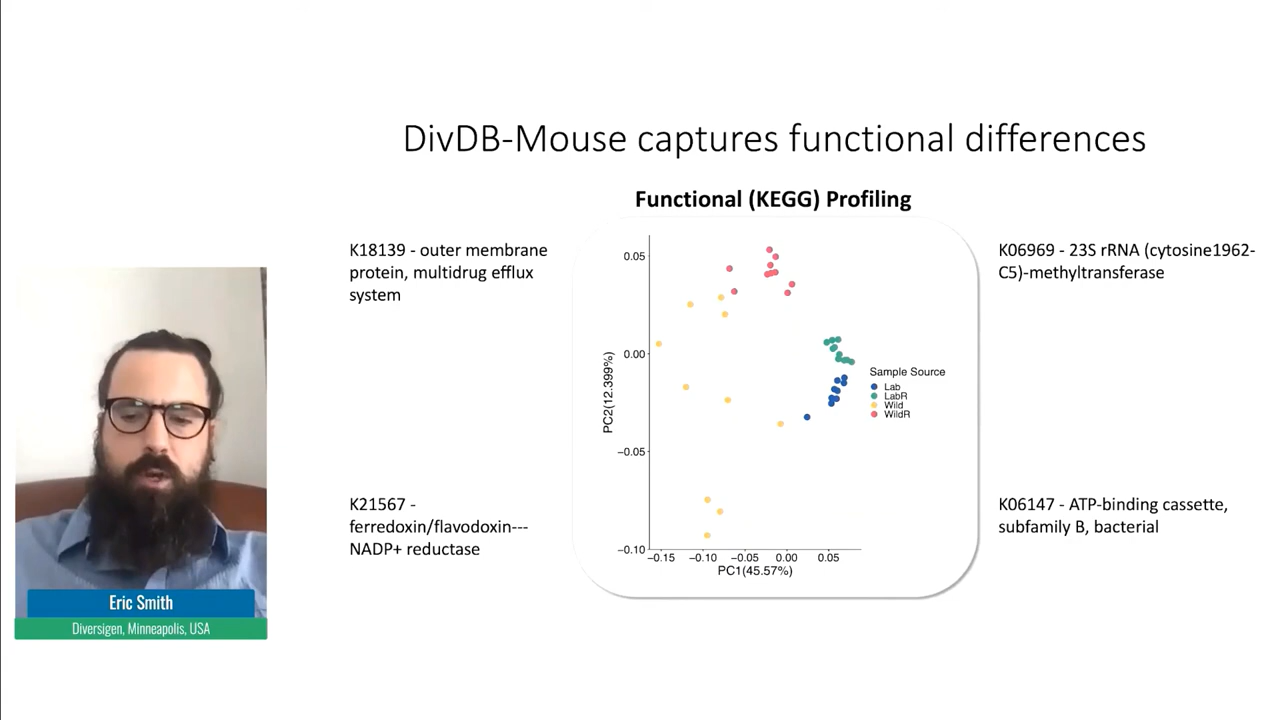 DivDB-Mouse captures functional differences
Functional (KEGG) Profiling
K18139 - outer membrane
protein, multidrug efflux
system
K21567 -
ferredoxin/flavodoxin---
NADP+ reductase
0.05
0.00
−0.05
−0.10
PC2(12.399%)
−0.15 −0.10 −0.05 0.00 0.05
PC1(45.57%)
Sample Source
Lab
LabR
Wild
WildR
K06969 - 23S rRNA (cytosine1962-
C5)-methyltransferase
K06147 - ATP-binding cassette,
subfamily B, bacterial
Eric Smith
Diversigen, Minneapolis, USA